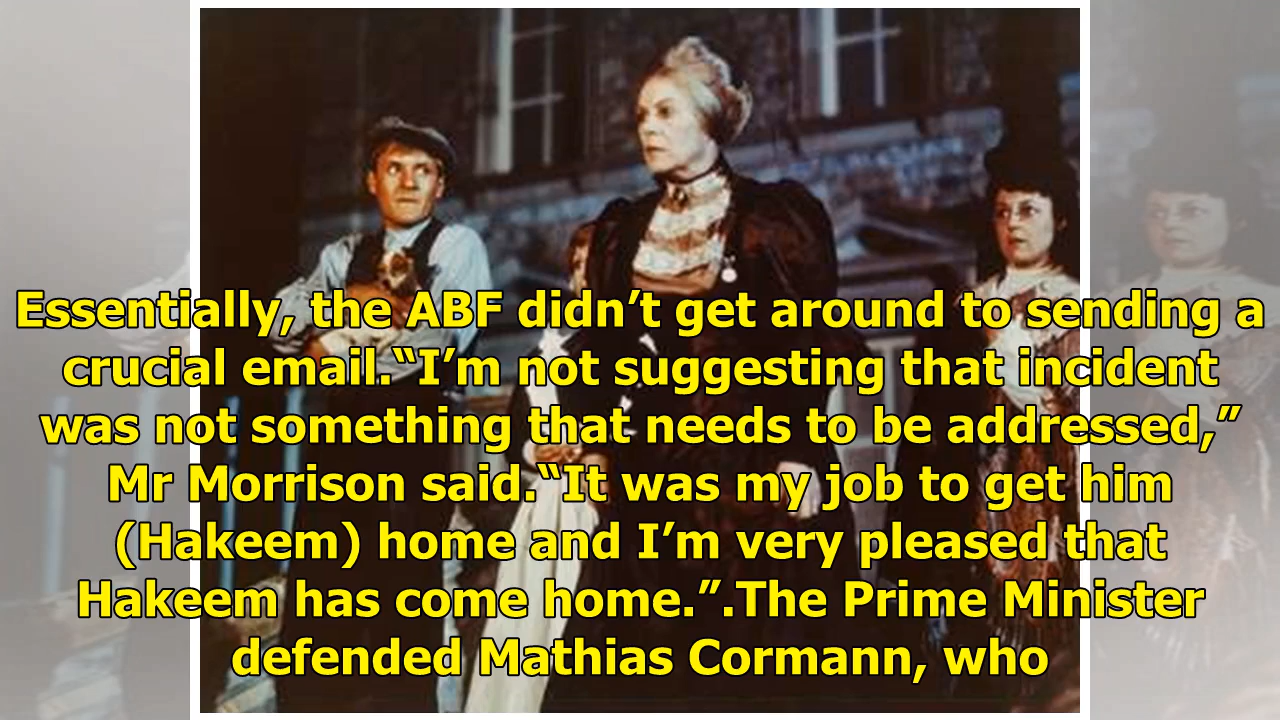 Essentially, the ABF didn’t get around to sending a
crucial email.“I’m not suggesting that incident
was not something that needs to be addressed,”
Mr Morrison said.“It was my job to get him
(Hakeem) home and I’m very pleased that
Hakeem has come home.”.The Prime Minister
defended Mathias Cormann, who